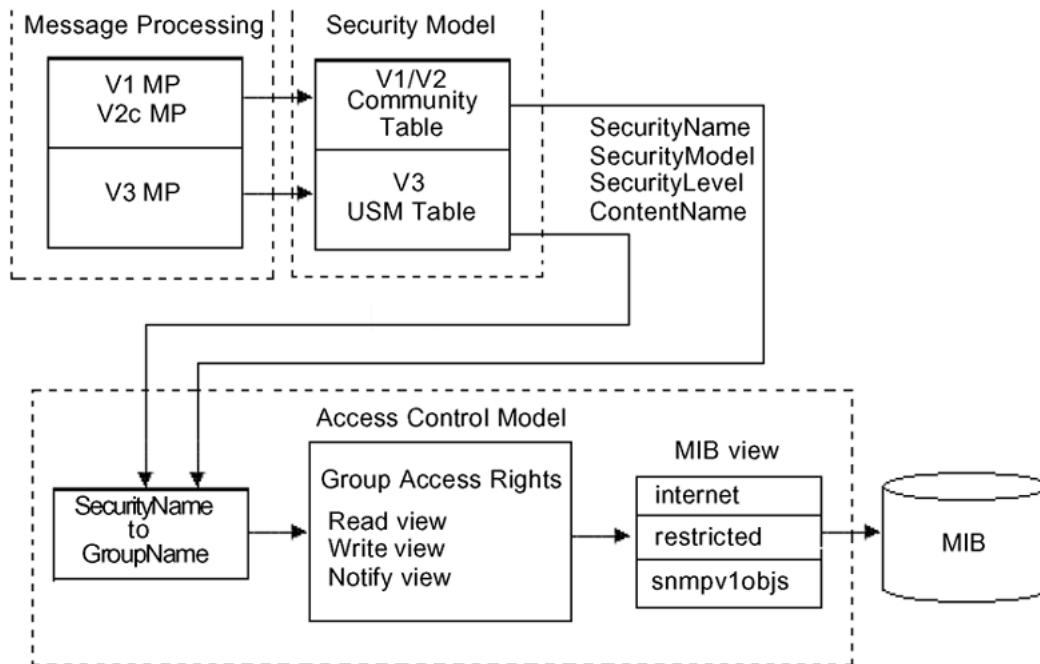 Message Processing
V1 MP
V2c MP
V3 MP
Security Model
V1/V2
Community
Table
V3
USM Table
SecurityName
SecurityModel
SecurityLevel
ContentName
Access Control Model
SecurityName
to
GroupName
Group Access Rights
Read view
Write view
Notify view
MIB view
internet
restricted
snmpv1objs
MIB